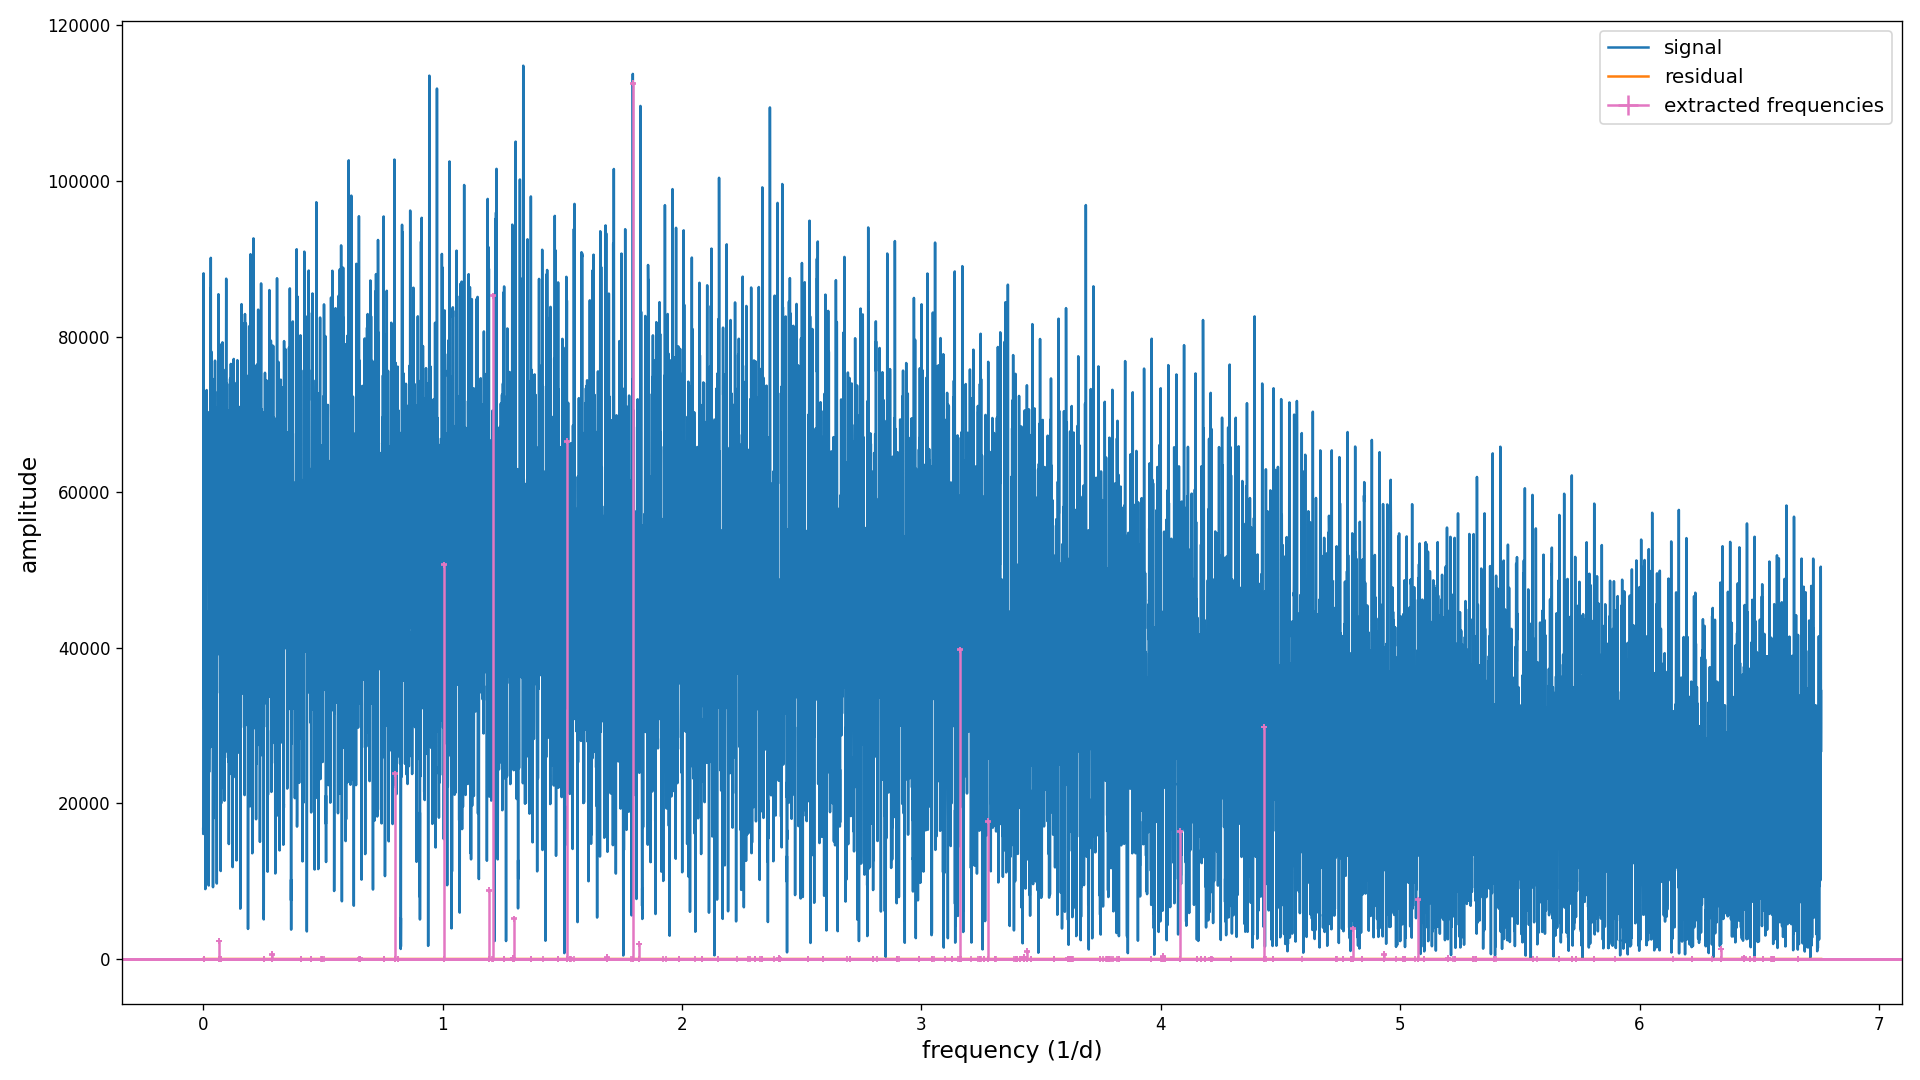 120000
100000
80000
60000
40000
20000
0
amplitude
0 1 2 3 4 5 6 7
frequency (1/d)
signal
residual
extracted frequencies